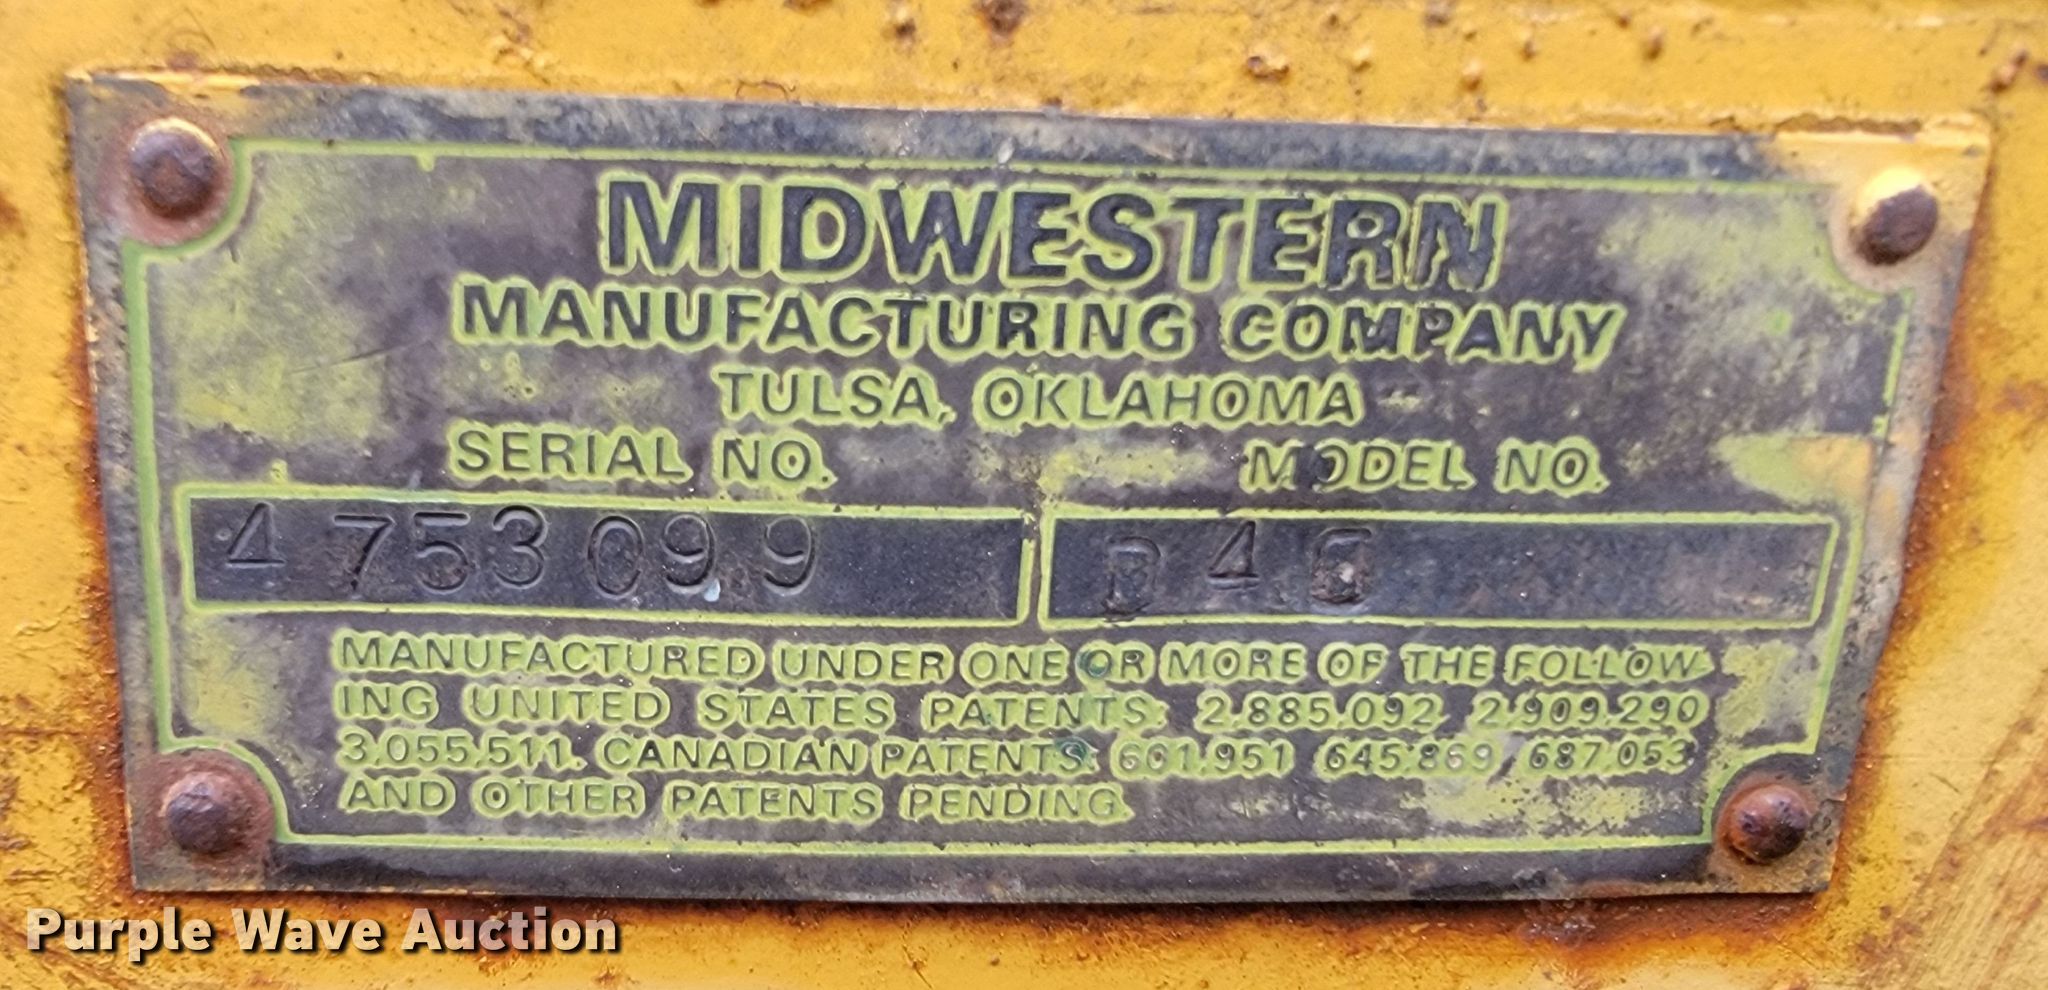 MIDWESTERN
MANUFACTURING COMPANY
TULSA, OKLAHOMA
SERIAL NO. MODEL NO.
4753099
MANUFACTURED UNDER ONE OR MORE OF THE FOLLOW-
ING UNITED STATES PATENTS: 2,885,092, 2,909,290
3,055,511. CANADIAN PATENTS: 601,951 645,869, 687,053
AND OTHER PATENTS PENDING.
Purple Wave Auction